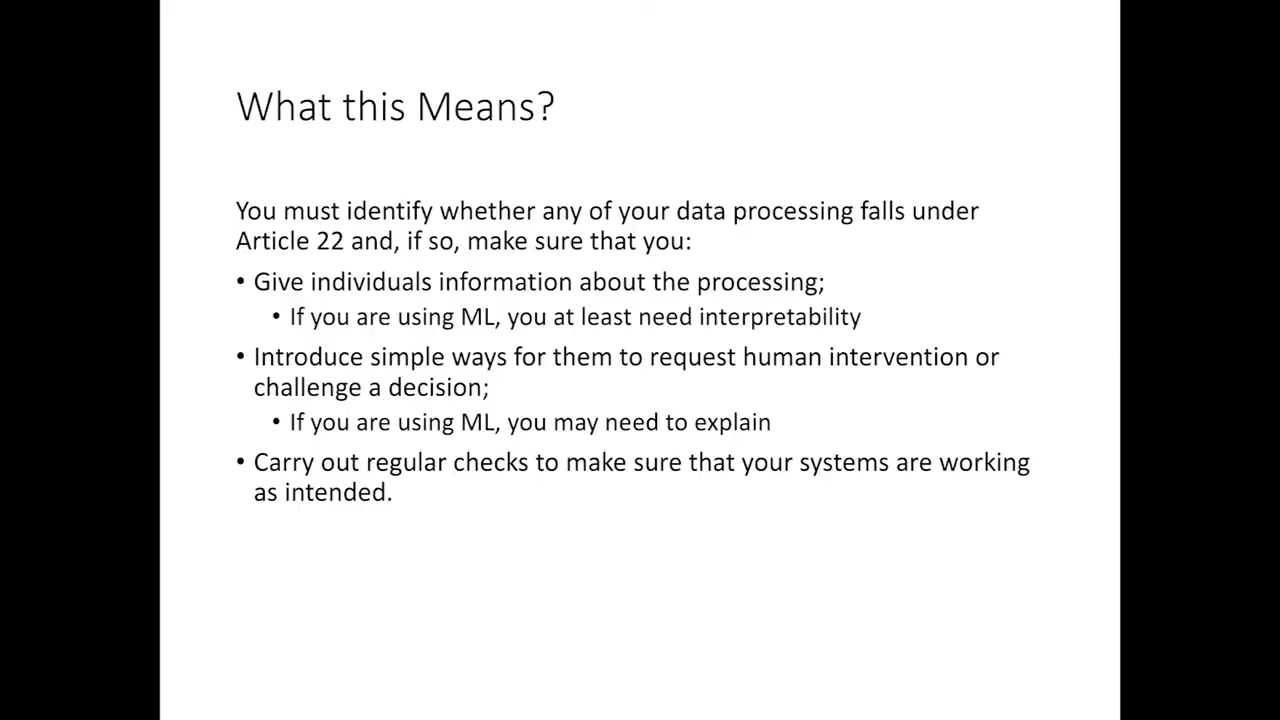 What this Means?
You must identify whether any of your data processing falls under
Article 22 and, if so, make sure that you:
• Give individuals information about the processing;
• If you are using ML, you at least need interpretability
• Introduce simple ways for them to request human intervention or
challenge a decision;
• If you are using ML, you may need to explain
• Carry out regular checks to make sure that your systems are working
as intended.